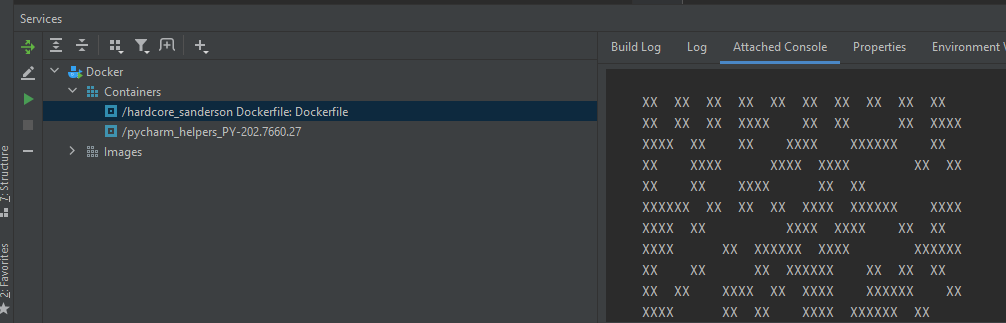 Services
Docker
Containers
/hardcore_sanderson Dockerfile: Dockerfile
/pycharm_helpers_PY-202.7660.27
Images
7: Structure
2: Favorites
Build Log Log Attached Console Properties Environment
XX  XX  XX  XX  XX  XX  XX  XX  XX  XX
XX  XX  XX  XXXX    XX  XX      XX  XXXX
XXXX  XX    XX    XXXX    XXXXXX    XX
XX    XXXX      XXXX  XXXX        XX  XX
XX    XX    XXXX      XX  XX
XXXXXX  XX  XX  XX  XXXX  XXXXXX    XXXX
XXXX  XX          XXXX  XXXX    XX  XX
XXXX      XX  XXXXXX  XXXX        XXXXXX
XX    XX      XX  XXXXXX    XX  XX  XX
XX  XX    XXXX  XX  XXXX    XXXXXX    XX
XXXX      XX  XX    XXXX  XXXXXX  XX